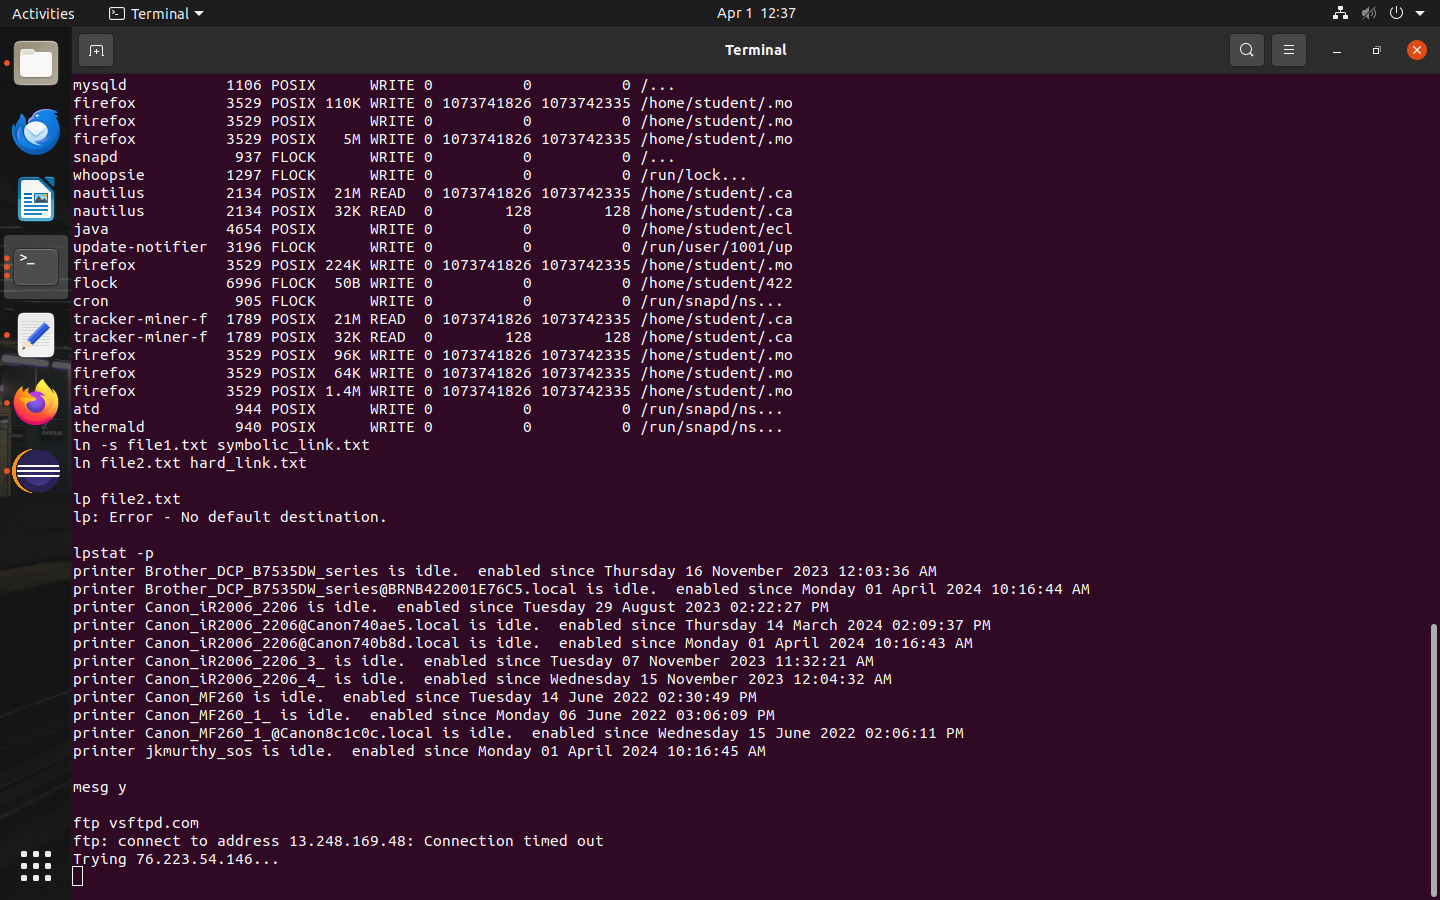 Activities
Terminal
Apr 1 12:37
Terminal
mysqld 1106 POSIX WRITE 0 0 0 /...
firefox 3529 POSIX 110K WRITE 0 1073741826 1073742335 /home/student/.mo
firefox 3529 POSIX WRITE 0 0 0 /home/student/.mo
firefox 3529 POSIX 5M WRITE 0 1073741826 1073742335 /home/student/.mo
snapd 937 FLOCK WRITE 0 0 0 /...
whoopsie 1297 FLOCK WRITE 0 0 0 /run/lock...
nautilus 2134 POSIX 21M READ 0 1073741826 1073742335 /home/student/.ca
nautilus 2134 POSIX 32K READ 0 128 128 /home/student/.ca
java 4654 POSIX WRITE 0 0 0 /home/student/ecl
update-notifier 3196 FLOCK WRITE 0 0 0 /run/user/1001/up
firefox 3529 POSIX 224K WRITE 0 1073741826 1073742335 /home/student/.mo
flock 6996 FLOCK 50B WRITE 0 0 0 /home/student/422
cron 905 FLOCK WRITE 0 0 0 /run/snapd/ns...
tracker-miner-f 1789 POSIX 21M READ 0 1073741826 1073742335 /home/student/.ca
tracker-miner-f 1789 POSIX 32K READ 0 128 128 /home/student/.ca
firefox 3529 POSIX 96K WRITE 0 1073741826 1073742335 /home/student/.mo
firefox 3529 POSIX 64K WRITE 0 1073741826 1073742335 /home/student/.mo
firefox 3529 POSIX 1.4M WRITE 0 1073741826 1073742335 /home/student/.mo
atd 944 POSIX WRITE 0 0 0 /run/snapd/ns...
thermald 940 POSIX WRITE 0 0 0 /run/snapd/ns...
ln -s file1.txt symbolic_link.txt
ln file2.txt hard_link.txt
lp file2.txt
lp: Error - No default destination.
lpstat -p
printer Brother_DCP_B7535DW_series is idle.  enabled since Thursday 16 November 2023 12:03:36 AM
printer Brother_DCP_B7535DW_series@BRNB422001E76C5.local is idle.  enabled since Monday 01 April 2024 10:16:44 AM
printer Canon_iR2006_2206 is idle.  enabled since Tuesday 29 August 2023 02:22:27 PM
printer Canon_iR2006_2206@Canon740ae5.local is idle.  enabled since Thursday 14 March 2024 02:09:37 PM
printer Canon_iR2006_2206@Canon740b8d.local is idle.  enabled since Monday 01 April 2024 10:16:43 AM
printer Canon_iR2006_2206_3_ is idle.  enabled since Tuesday 07 November 2023 11:32:21 AM
printer Canon_iR2006_2206_4_ is idle.  enabled since Wednesday 15 November 2023 12:04:32 AM
printer Canon_MF260 is idle.  enabled since Tuesday 14 June 2022 02:30:49 PM
printer Canon_MF260_1_ is idle.  enabled since Monday 06 June 2022 03:06:09 PM
printer Canon_MF260_1_@Canon8c1c0c.local is idle.  enabled since Wednesday 15 June 2022 02:06:11 PM
printer jkmurthy_sos is idle.  enabled since Monday 01 April 2024 10:16:45 AM
mesg y
ftp vsftpd.com
ftp: connect to address 13.248.169.48: Connection timed out
Trying 76.223.54.146...